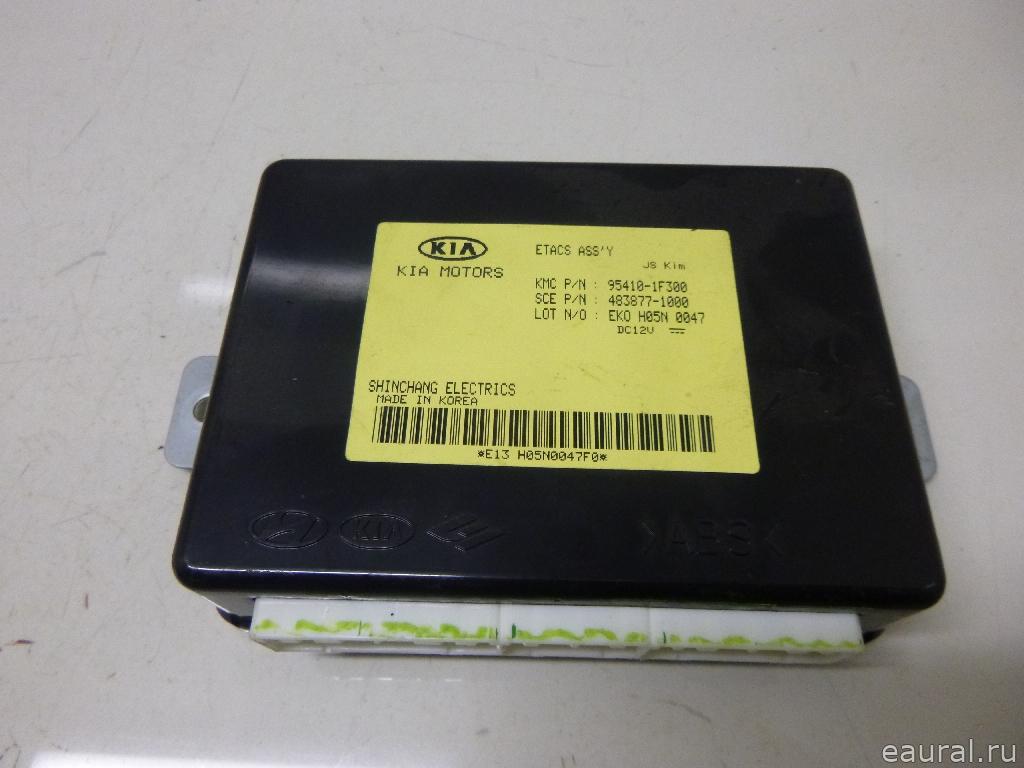 KIA
KIA MOTORS
ETACS ASS'Y
JS Kim
KMC P/N : 95410-1F300
SCE P/N : 483877-1000
LOT N/O : EKO H05N 0047
DC12V
SHINCHANG ELECTRICS
MADE IN KOREA
*E13 H05N0047F0*
KIA
>ABS<
eaural.ru